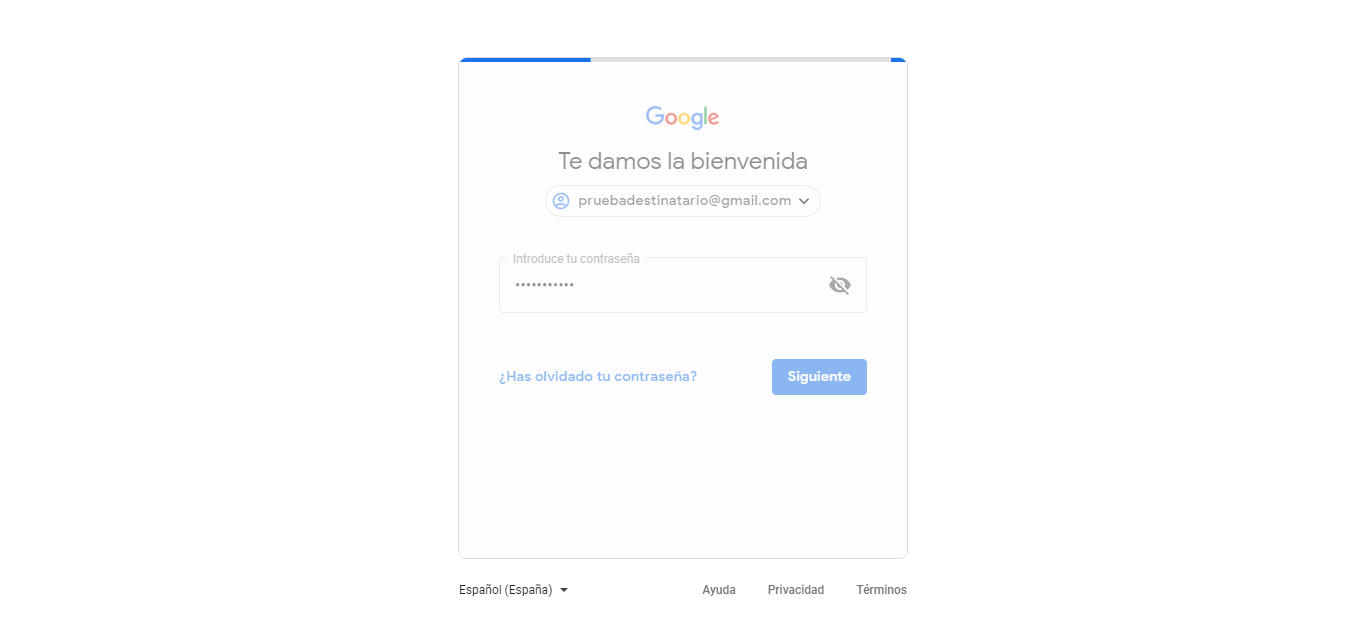 Google
Te damos la bienvenida
pruebadestinatario@gmail.com
Introduce tu contraseña
•••••••••••
¿Has olvidado tu contraseña? Siguiente
Español (España) Ayuda Privacidad Términos